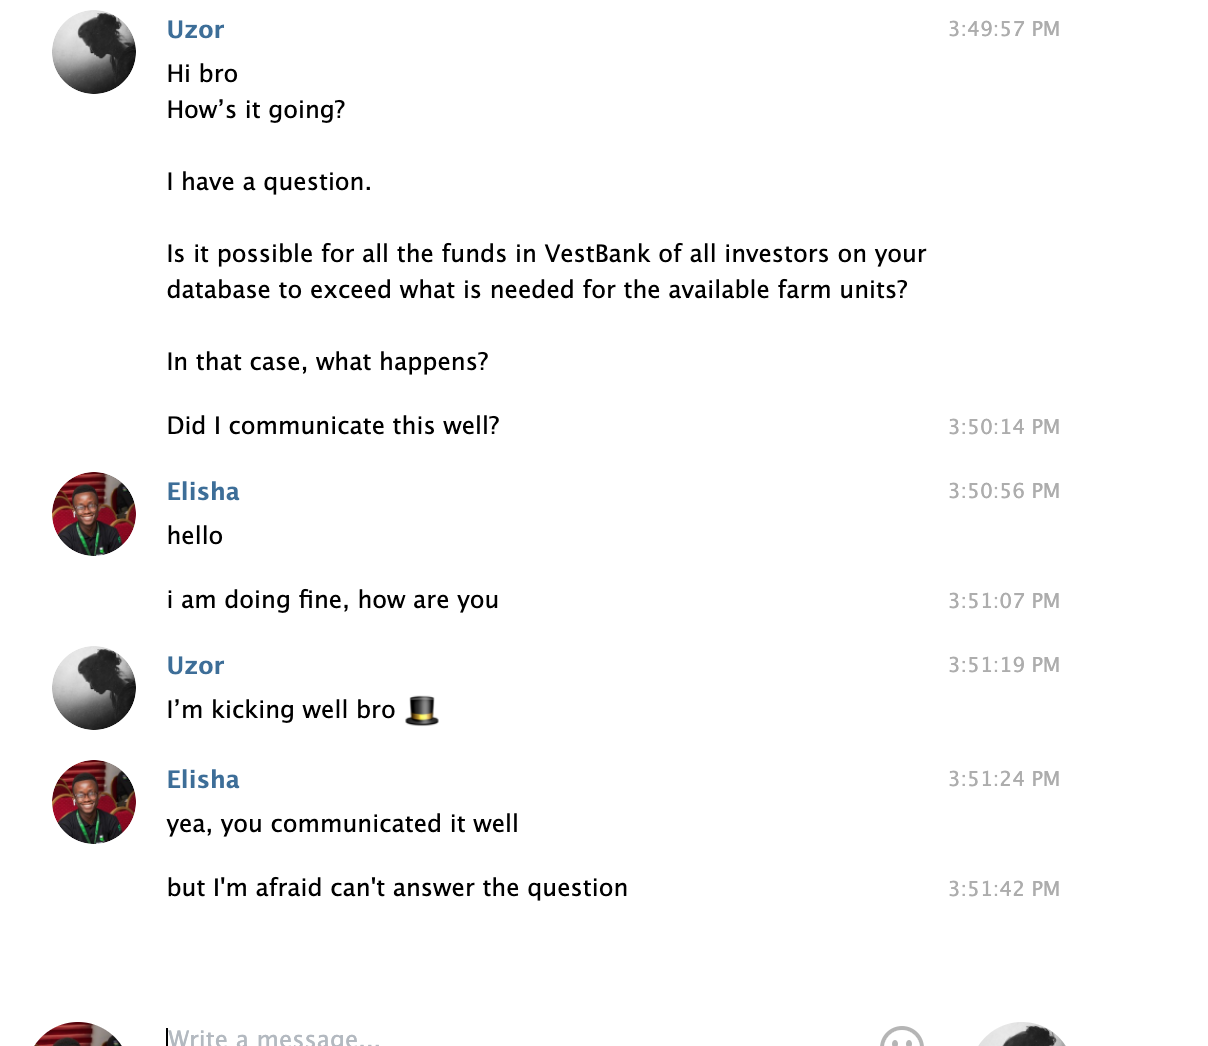 Uzor 3:49:57 PM
Hi bro
How’s it going?
I have a question.
Is it possible for all the funds in VestBank of all investors on your
database to exceed what is needed for the available farm units?
In that case, what happens?
Did I communicate this well? 3:50:14 PM
Elisha 3:50:56 PM
hello
i am doing fine, how are you 3:51:07 PM
Uzor 3:51:19 PM
I’m kicking well bro 🎩
Elisha 3:51:24 PM
yea, you communicated it well
but I'm afraid can't answer the question 3:51:42 PM
Write a message...